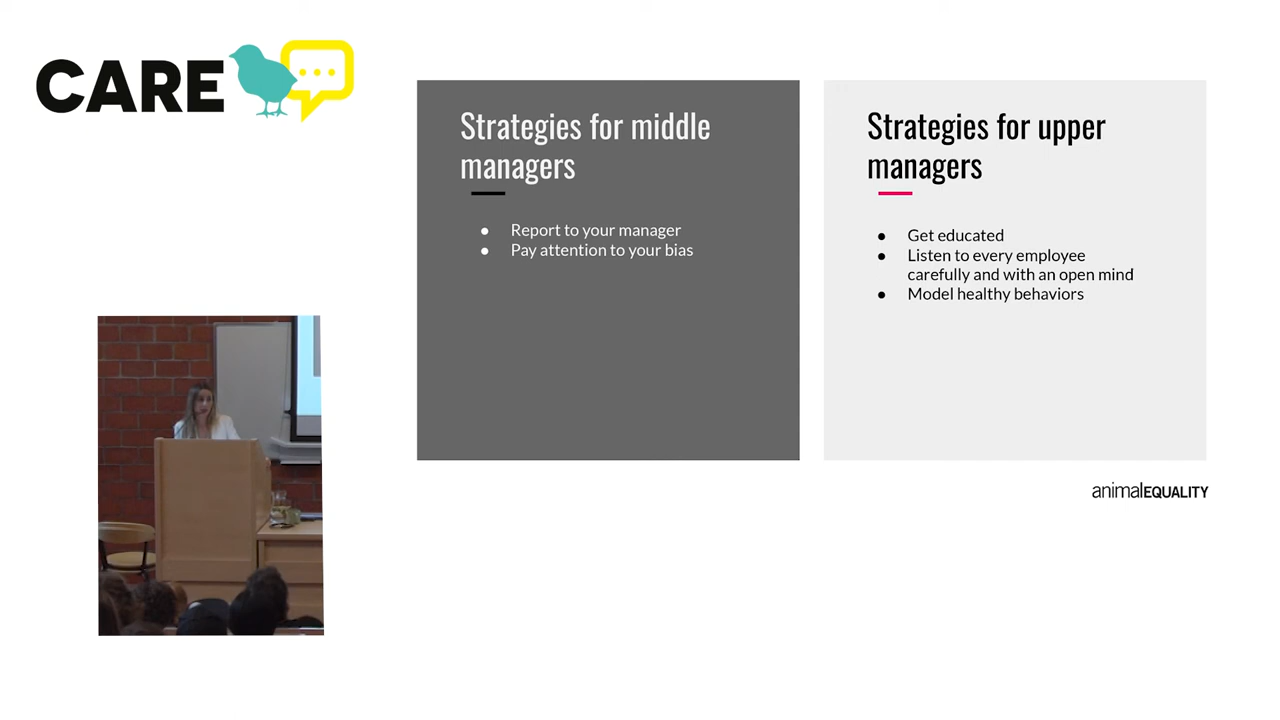 CARE
Strategies for middle
managers
● Report to your manager
● Pay attention to your bias
Strategies for upper
managers
● Get educated
● Listen to every employee
carefully and with an open mind
● Model healthy behaviors
animalEQUALITY